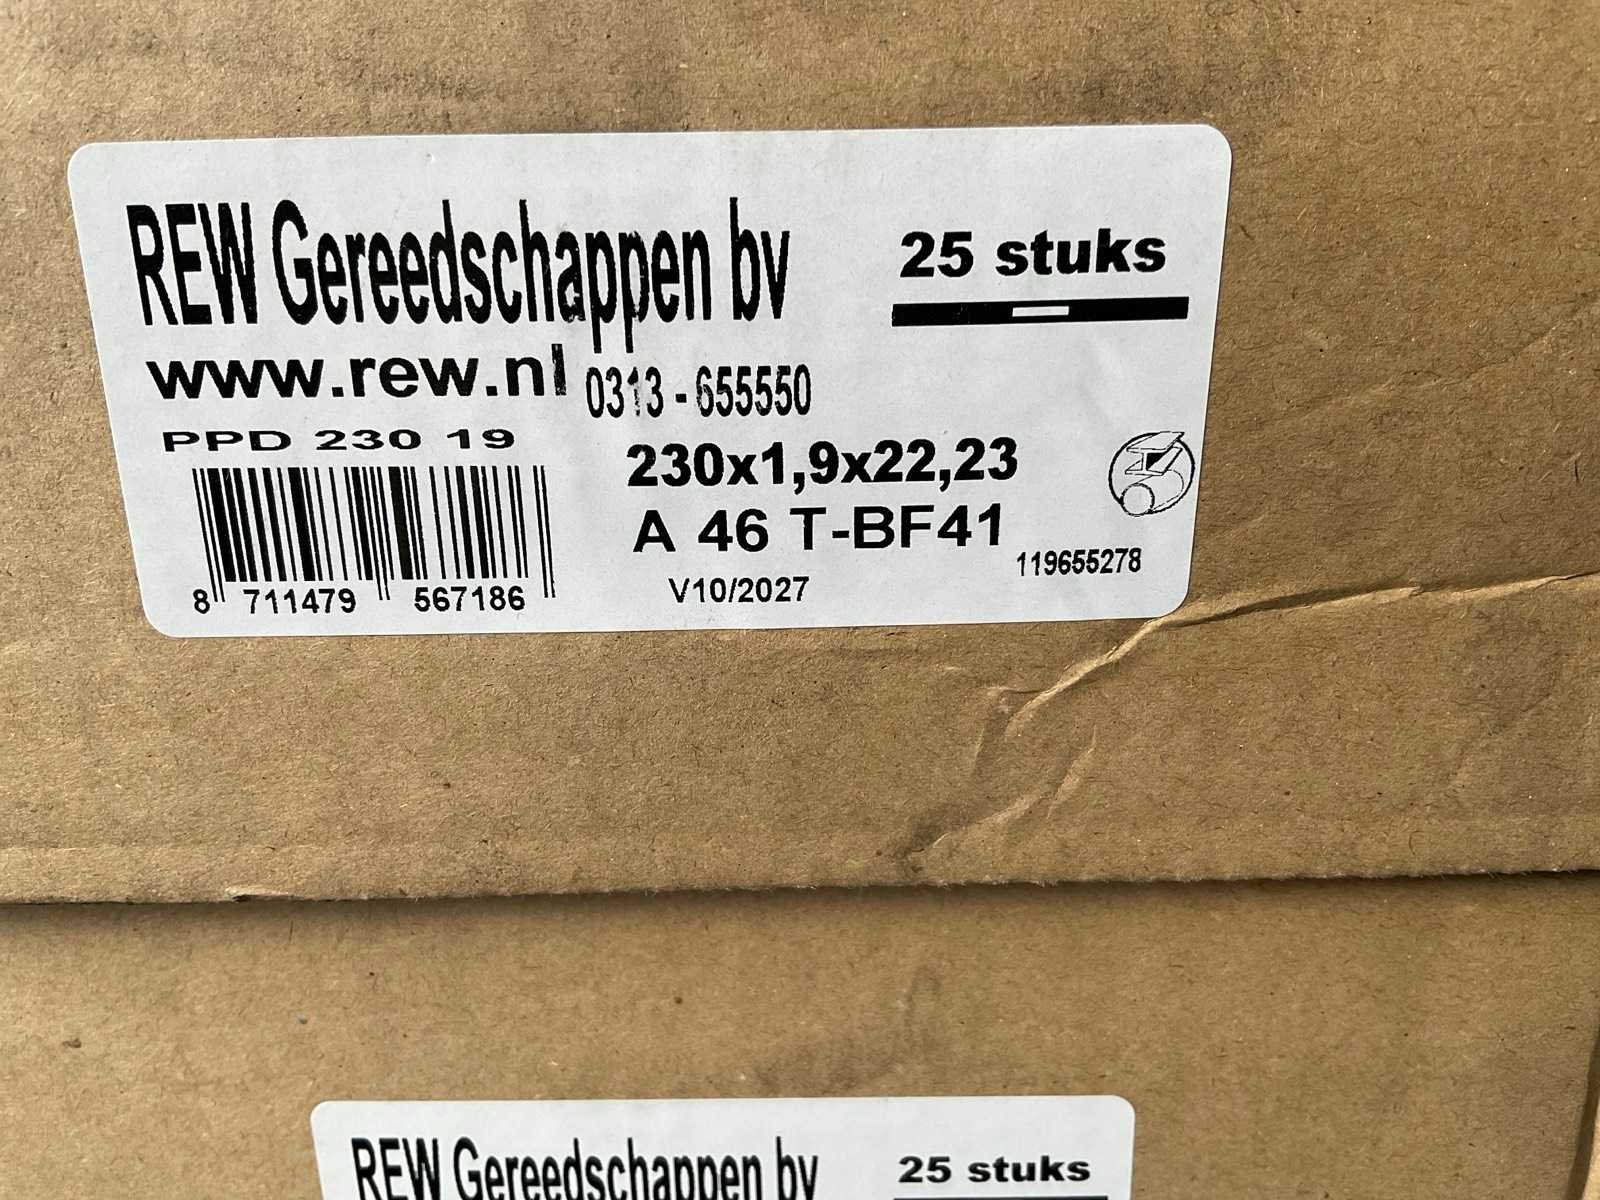 REW Gereedschappen bv
25 stuks
www.rew.nl 0313 - 655550
PPD 230 19
230x1,9x22,23
A 46 T-BF41
119655278
8 711479 567186
V10/2027
REW Gereedschappen bv
25 stuks